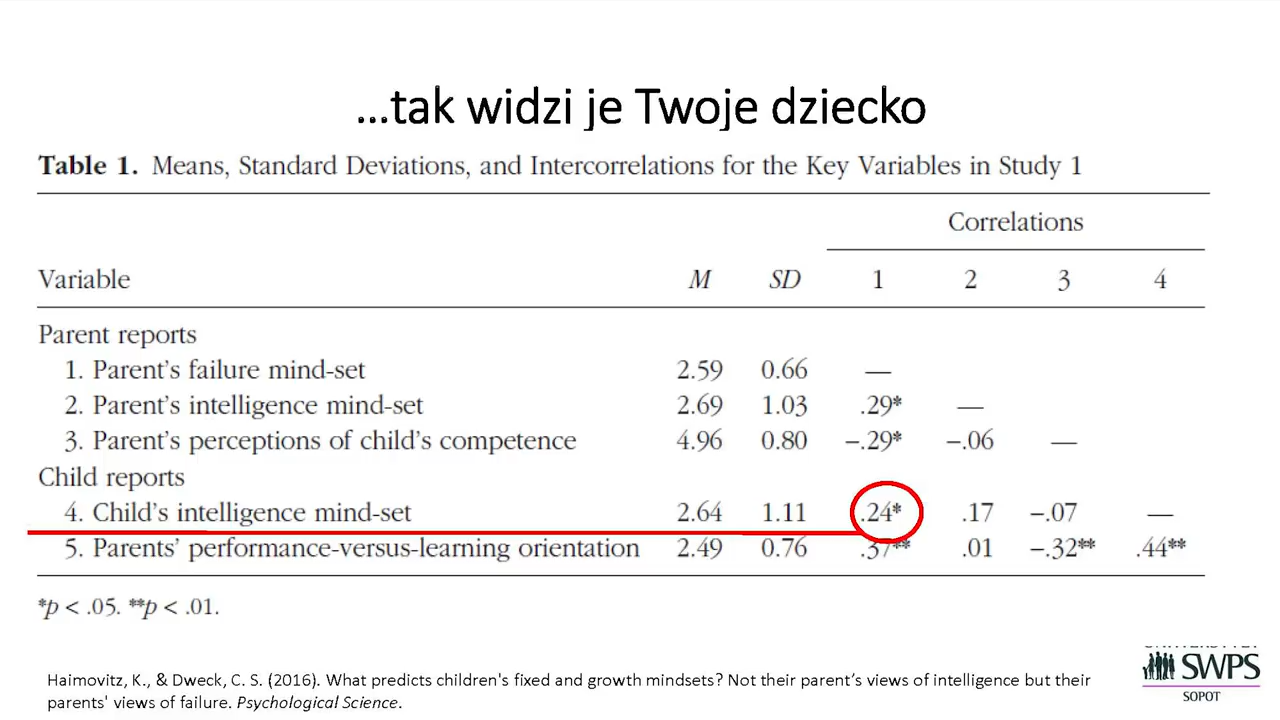 ...tak widzi je Twoje dziecko
Table 1. Means, Standard Deviations, and Intercorrelations for the Key Variables in Study 1
Correlations
Variable M SD 1 2 3 4
Parent reports
1. Parent's failure mind-set 2.59 0.66 —
2. Parent's intelligence mind-set 2.69 1.03 .29* —
3. Parent's perceptions of child's competence 4.96 0.80 –.29* –.06 —
Child reports
4. Child's intelligence mind-set 2.64 1.11 .24* .17 –.07 —
5. Parents' performance-versus-learning orientation 2.49 0.76 .37** .01 –.32** .44**
*p < .05. **p < .01.
Haimovitz, K., & Dweck, C. S. (2016). What predicts children's fixed and growth mindsets? Not their parent's views of intelligence but their
parents' views of failure. Psychological Science.
SWPS
SOPOT